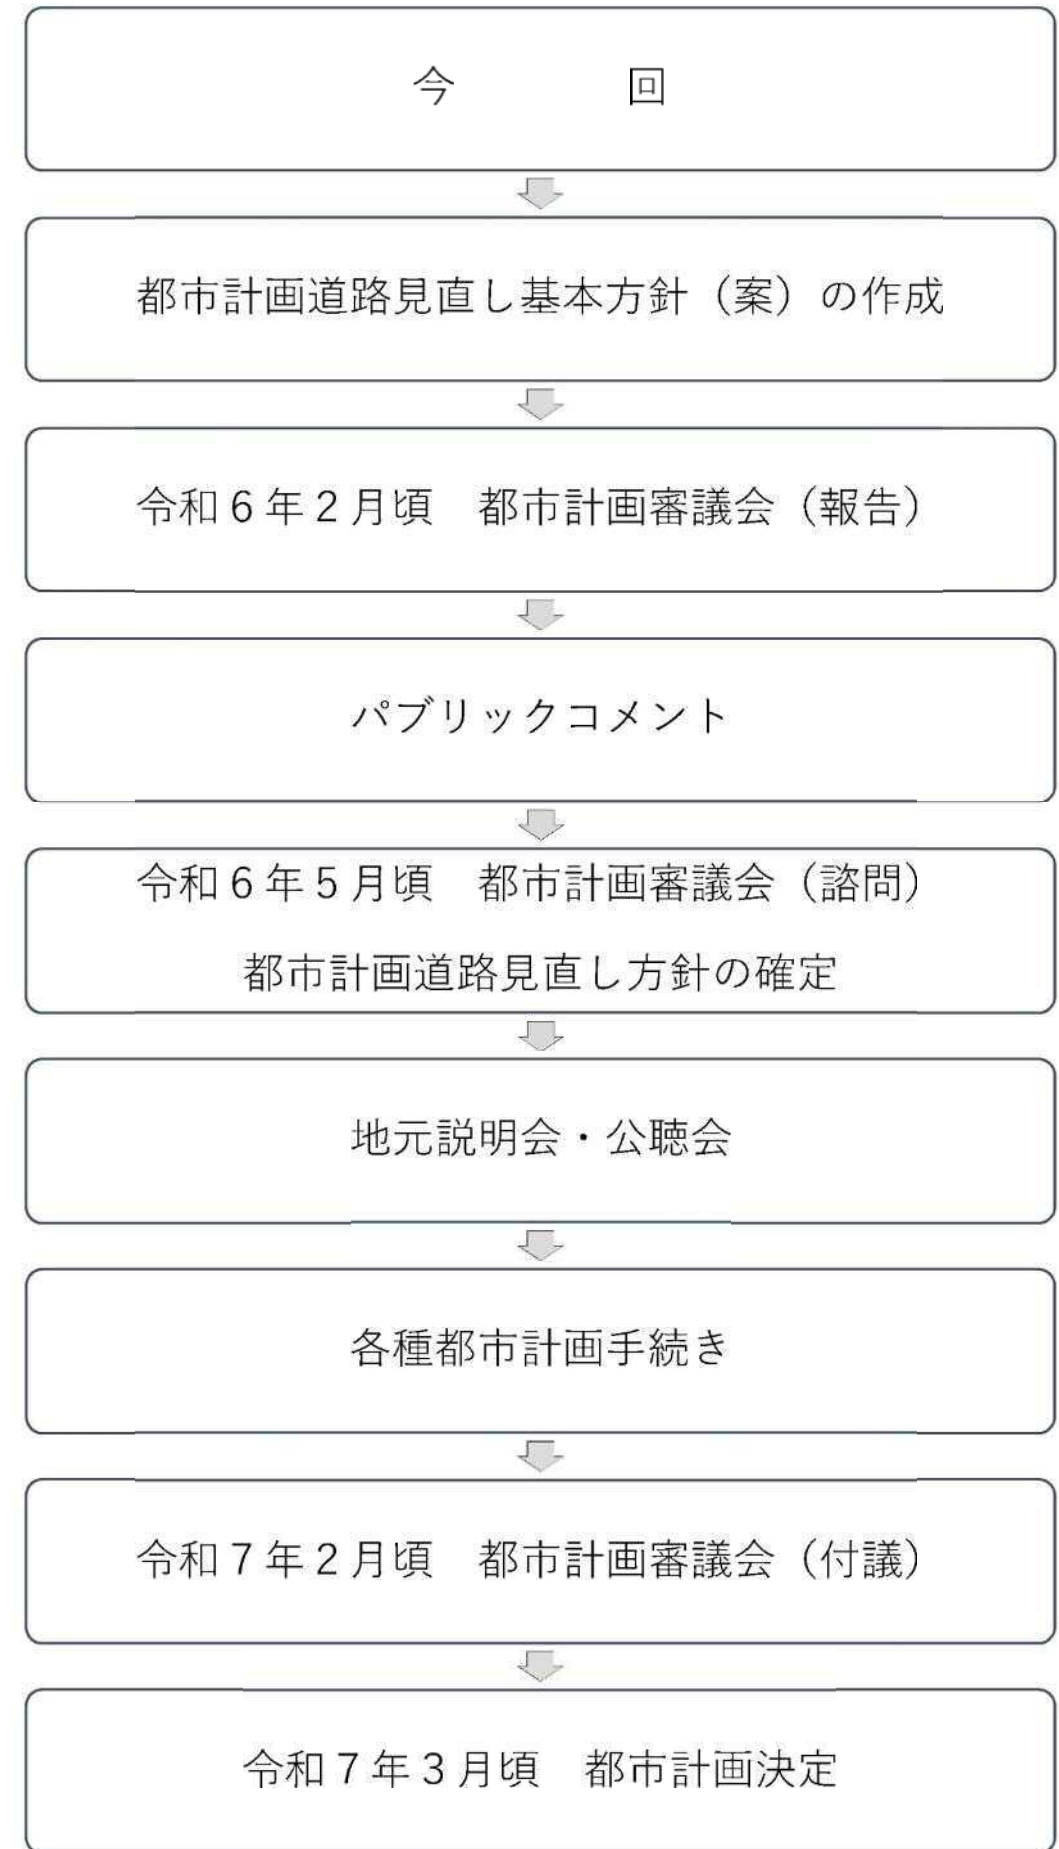 今　　　　回
都市計画道路見直し基本方針（案）の作成
令和６年２月頃　都市計画審議会（報告）
パブリックコメント
令和６年５月頃　都市計画審議会（諮問）
都市計画道路見直し方針の確定
地元説明会・公聴会
各種都市計画手続き
令和７年２月頃　都市計画審議会（付議）
令和７年３月頃　都市計画決定